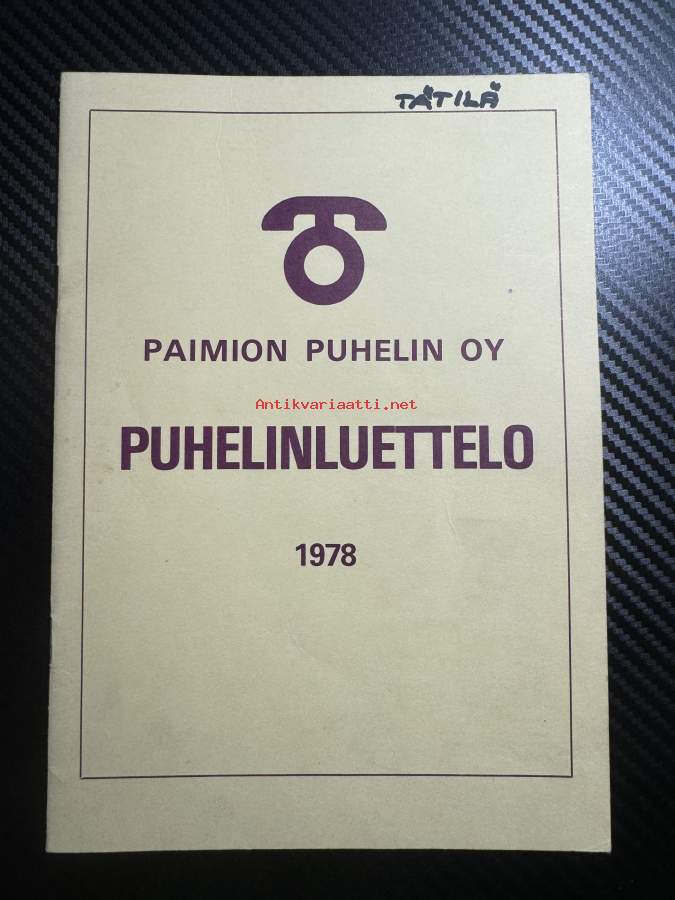 TÄTILÄ
PAIMION PUHELIN OY
Antikvariaatti.net
PUHELINLUETTELO
1978